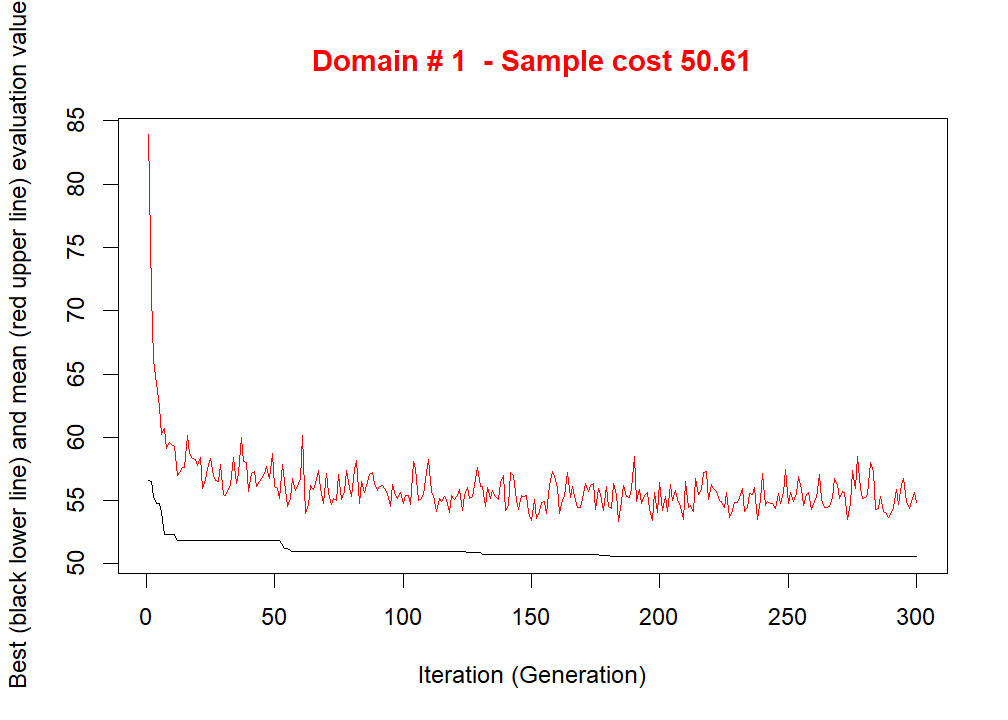 Domain # 1  - Sample cost 50.61
Best (black lower line) and mean (red upper line) evaluation value
85
80
75
70
65
60
55
50
0 50 100 150 200 250 300
Iteration (Generation)